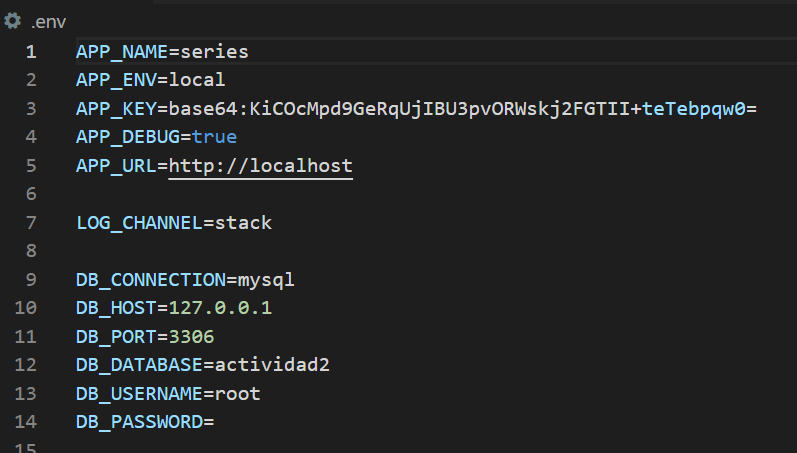 .env
1 APP_NAME=series
2 APP_ENV=local
3 APP_KEY=base64:KiCOcMpd9GeRqUjIBU3pvORWskj2FGTII+teTebpqw0=
4 APP_DEBUG=true
5 APP_URL=http://localhost
6
7 LOG_CHANNEL=stack
8
9 DB_CONNECTION=mysql
10 DB_HOST=127.0.0.1
11 DB_PORT=3306
12 DB_DATABASE=actividad2
13 DB_USERNAME=root
14 DB_PASSWORD=
15